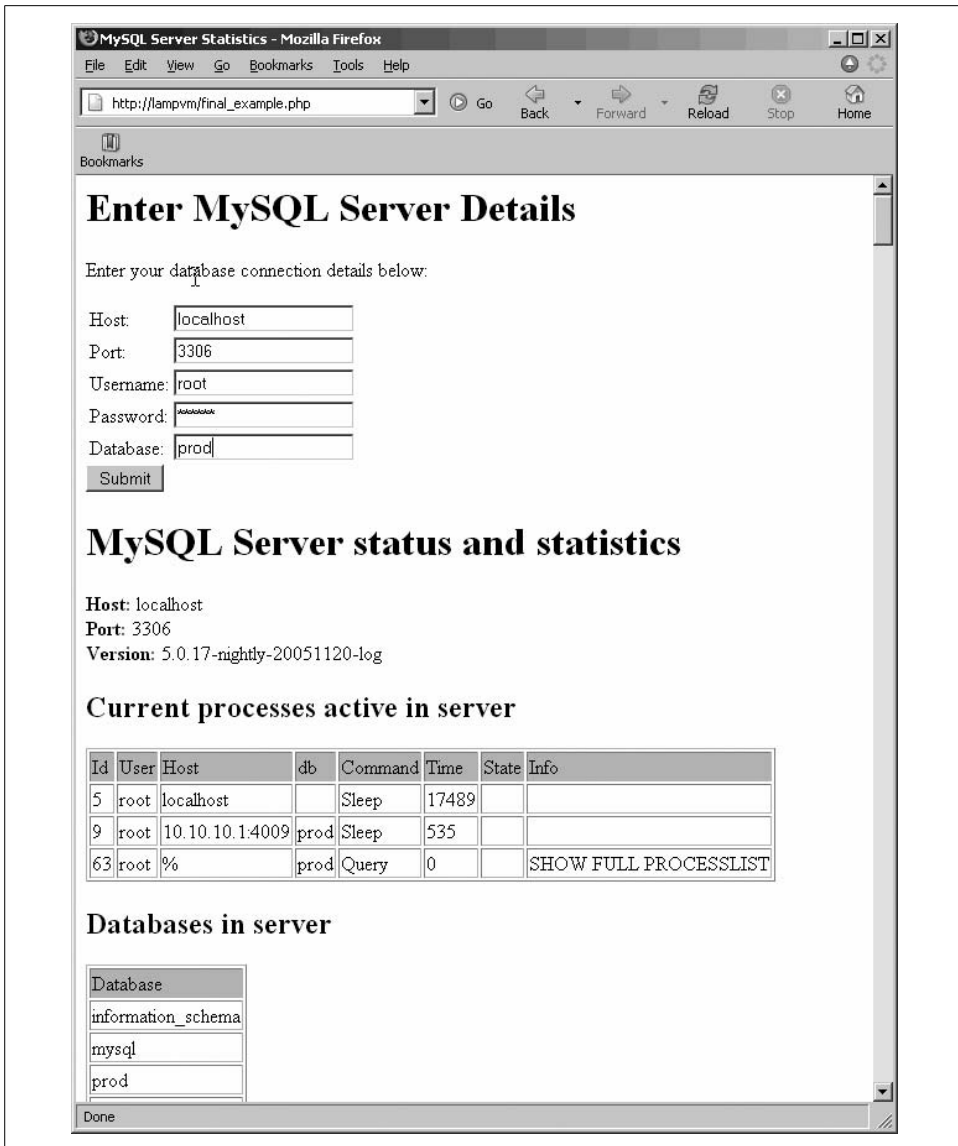 MySQL Server Statistics - Mozilla Firefox
File Edit View Go Bookmarks Tools Help
http://lampvm/final_example.php Go Back Forward Reload Stop Home
Bookmarks
Enter MySQL Server Details
Enter your database connection details below:
Host: localhost
Port: 3306
Username: root
Password: *******
Database: prod
Submit
MySQL Server status and statistics
Host: localhost
Port: 3306
Version: 5.0.17-nightly-20051120-log
Current processes active in server
Id User Host db Command Time State Info
5 root localhost Sleep 17489
9 root 10.10.10.1:4009 prod Sleep 535
63 root % prod Query 0 SHOW FULL PROCESSLIST
Databases in server
Database
information_schema
mysql
prod
Done